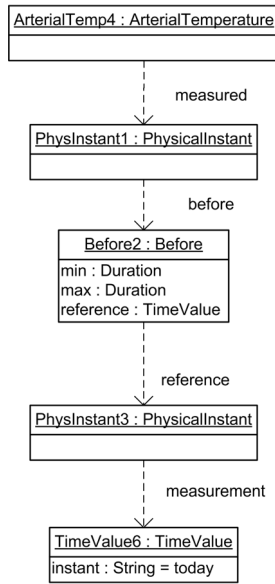 ArterialTemp4 : ArterialTemperature
measured
PhysInstant1 : PhysicalInstant
before
Before2 : Before
min : Duration
max : Duration
reference : TimeValue
reference
PhysInstant3 : PhysicalInstant
measurement
TimeValue6 : TimeValue
instant : String = today